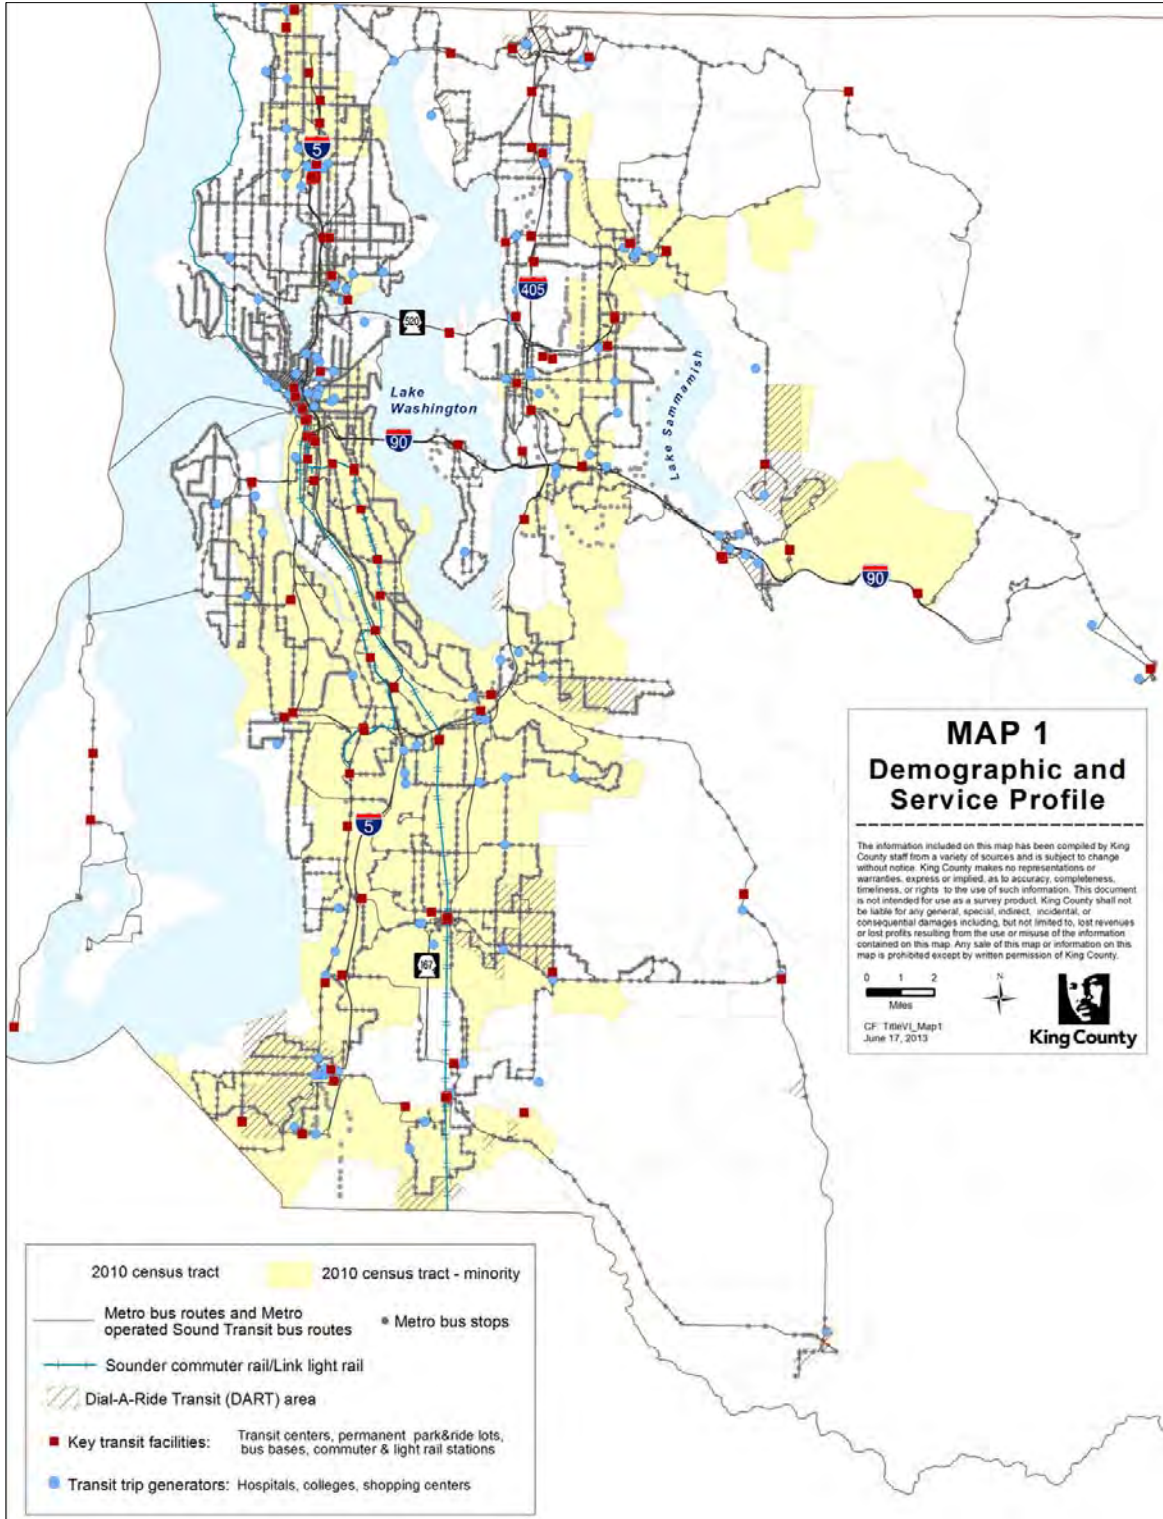 5
405
520
Lake
Washington
Lake Sammamish
90
90
MAP 1
Demographic and
Service Profile
The information included on this map has been compiled by King
County staff from a variety of sources and is subject to change
without notice. King County makes no representations or
warranties, express or implied, as to accuracy, completeness,
timeliness, or rights to the use of such information. This document
is not intended for use as a survey product. King County shall not
be liable for any general, special, indirect, incidental, or
consequential damages including, but not limited to, lost revenues
or lost profits resulting from the use or misuse of the information
contained on this map. Any sale of this map or information on this
map is prohibited except by written permission of King County.
0 1 2
Miles
N
CF: TitleVI_Map1
June 17, 2013
King County
5
167
2010 census tract
2010 census tract - minority
Metro bus routes and Metro
operated Sound Transit bus routes
Metro bus stops
Sounder commuter rail/Link light rail
Dial-A-Ride Transit (DART) area
Key transit facilities: Transit centers, permanent park&ride lots,
bus bases, commuter & light rail stations
Transit trip generators: Hospitals, colleges, shopping centers